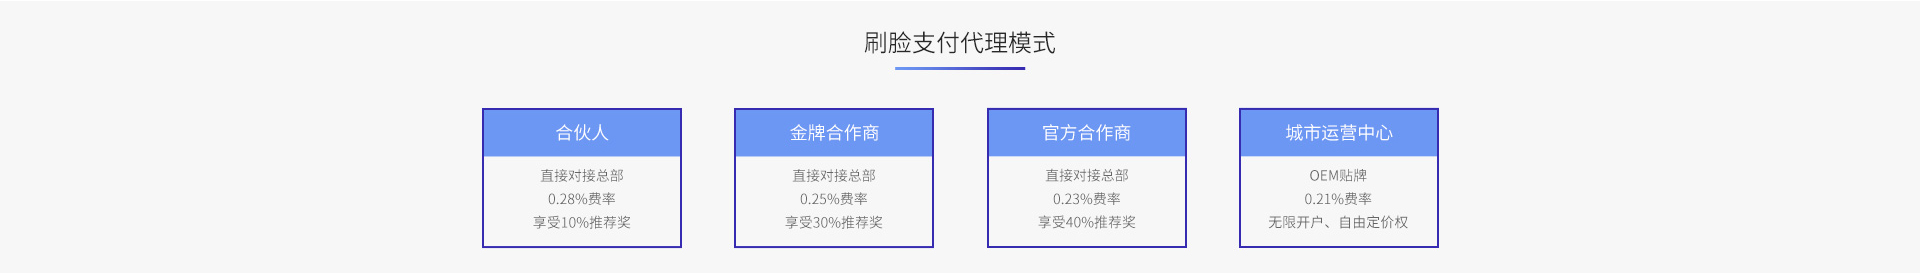 刷脸支付代理模式
合伙人
直接对接总部
0.28%费率
享受10%推荐奖
金牌合作商
直接对接总部
0.25%费率
享受30%推荐奖
官方合作商
直接对接总部
0.23%费率
享受40%推荐奖
城市运营中心
OEM贴牌
0.21%费率
无限开户、自由定价权